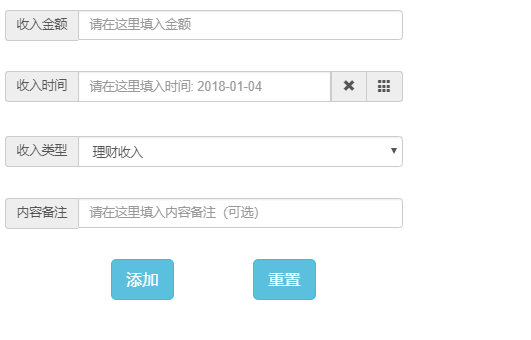 收入金额 请在这里填入金额
收入时间 请在这里填入时间: 2018-01-04
收入类型 理财收入
内容备注 请在这里填入内容备注（可选）
添加 重置